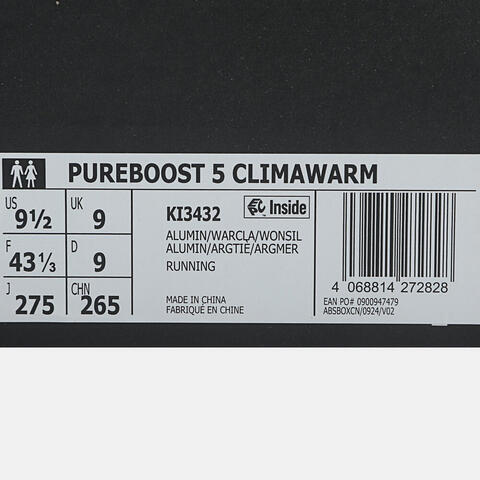 PUREBOOST 5 CLIMAWARM
US 9½ UK 9
F 43⅓ D 9
J 275 CHN 265
KI3432 Inside
ALUMIN/WARCLA/WONSIL
ALUMIN/ARGTIÉ/ARGMER
RUNNING
MADE IN CHINA
FABRIQUÉ EN CHINE
4 068814 272828
EAN PO# 0900947479
ABSBOXCN/0924/V02